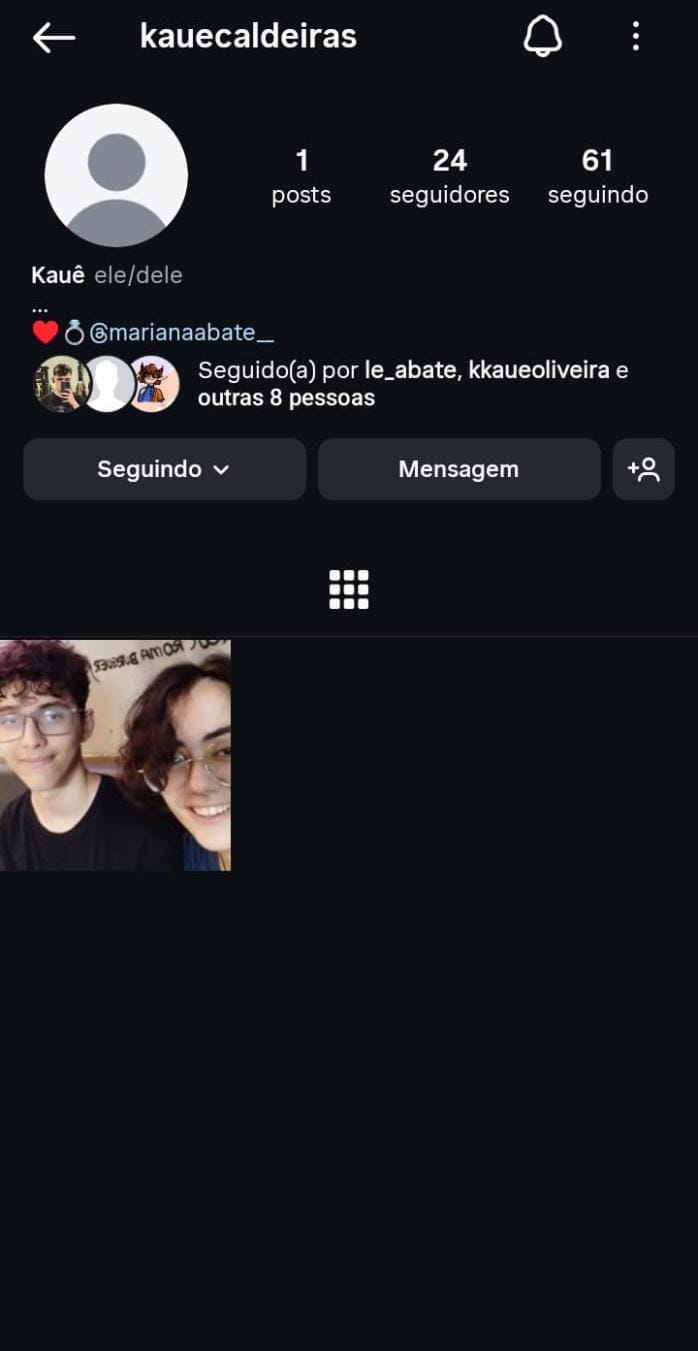 kauecaldeiras
1
posts
24
seguidores
61
seguindo
Kauê ele/dele
...
❤️💍@marianaabate__
Seguido(a) por le_abate, kkaueoliveira e
outras 8 pessoas
Seguindo
Mensagem
ROMA BURGUER